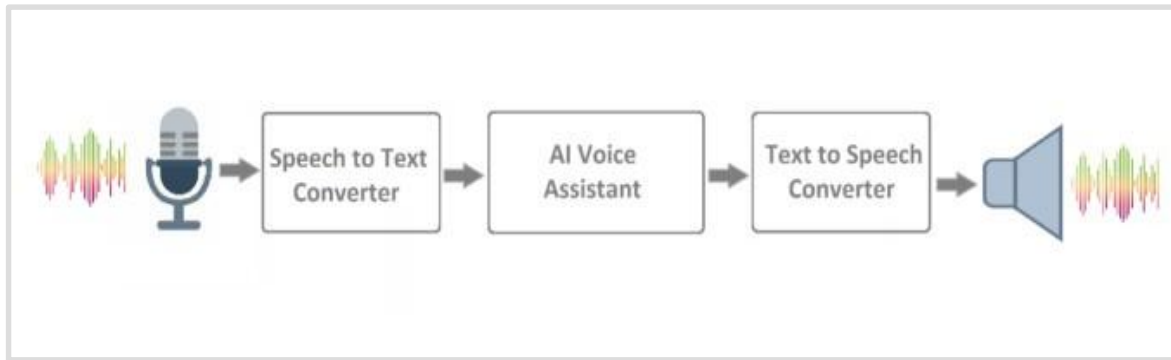 Speech to Text
Converter
AI Voice
Assistant
Text to Speech
Converter